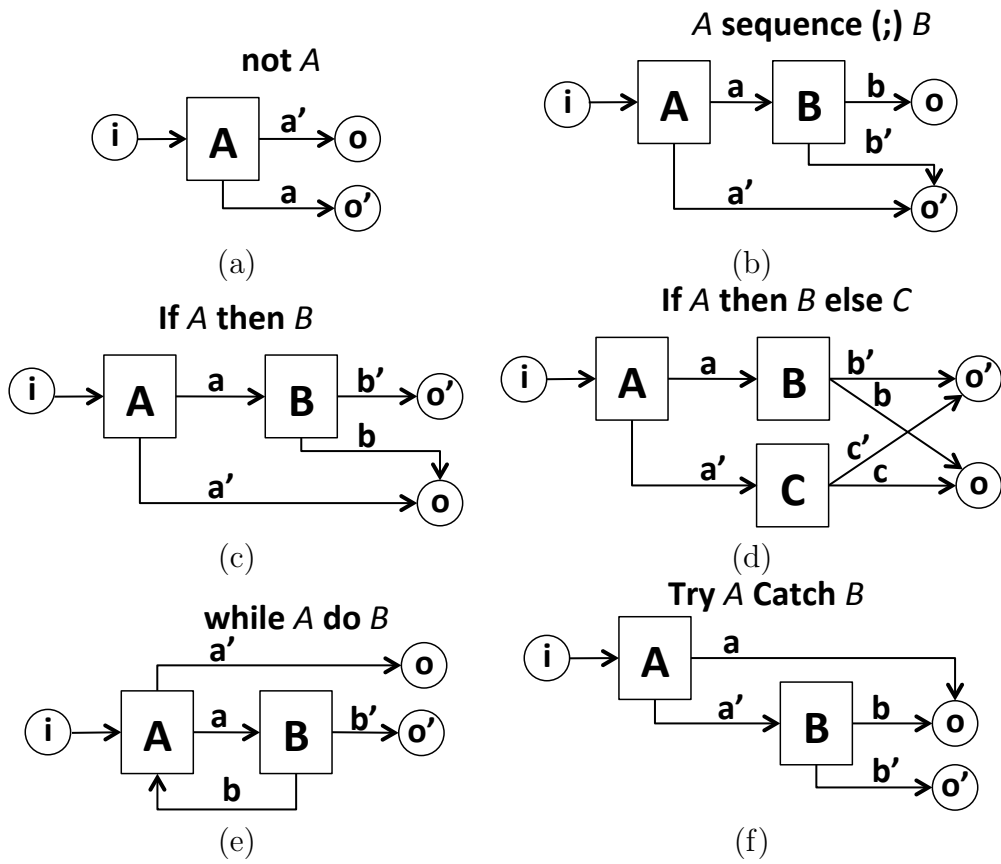 not A
i
A
a'
o
a
o'
(a)
A sequence (;) B
i
A
a
B
b
o
b'
a'
o'
(b)
If A then B
i
A
a
B
b'
o'
b
a'
o
(c)
If A then B else C
i
A
a
B
b'
o'
b
a'
C
c'
c
o
(d)
while A do B
a'
o
i
A
a
B
b'
o'
b
(e)
Try A Catch B
i
A
a
a'
B
b
o
b'
o'
(f)